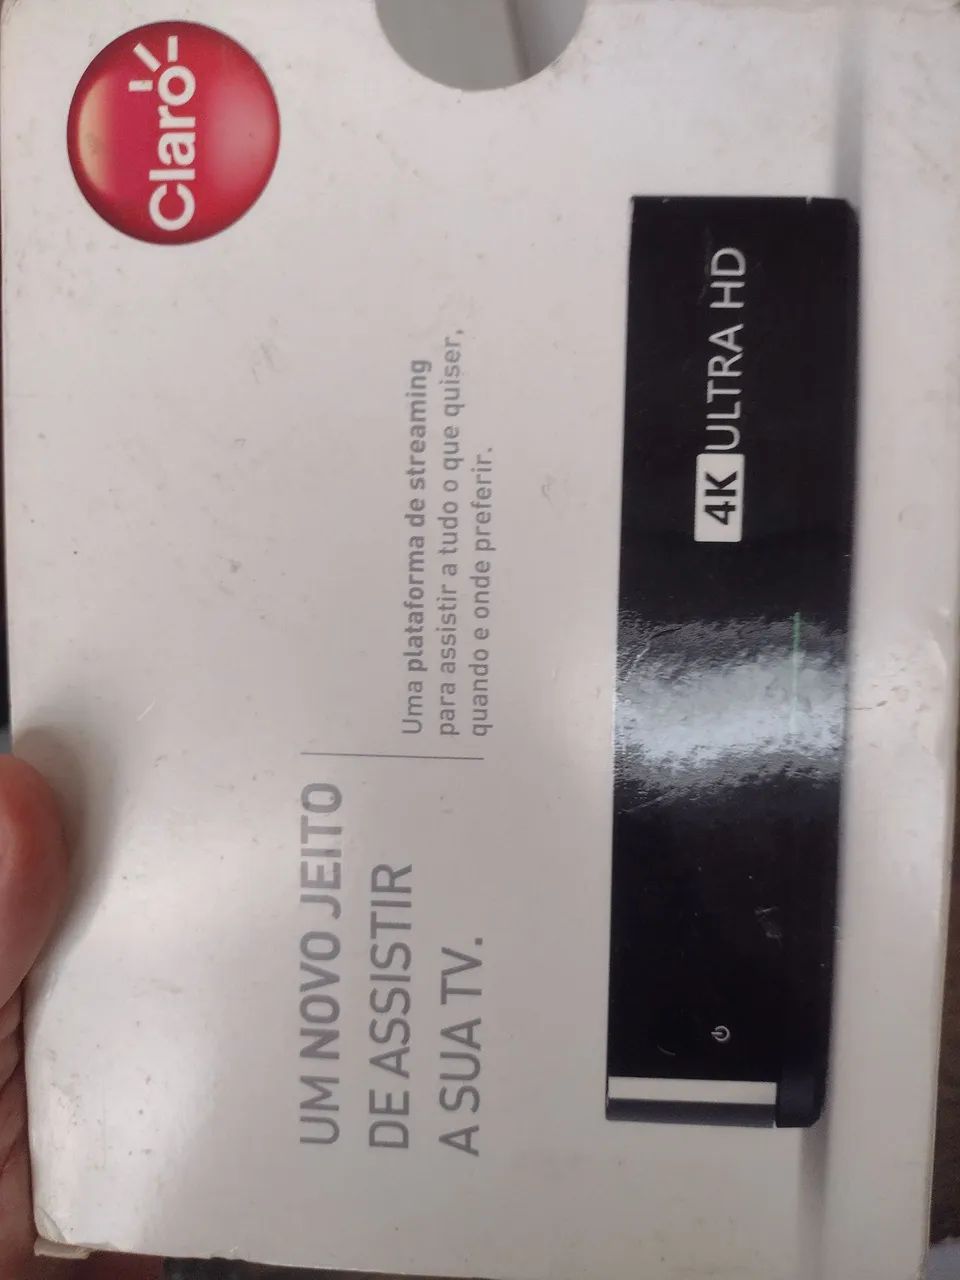 Claro
UM NOVO JEITO
DE ASSISTIR
A SUA TV.
Uma plataforma de streaming
para assistir a tudo o que quiser,
quando e onde preferir.
4K ULTRA HD